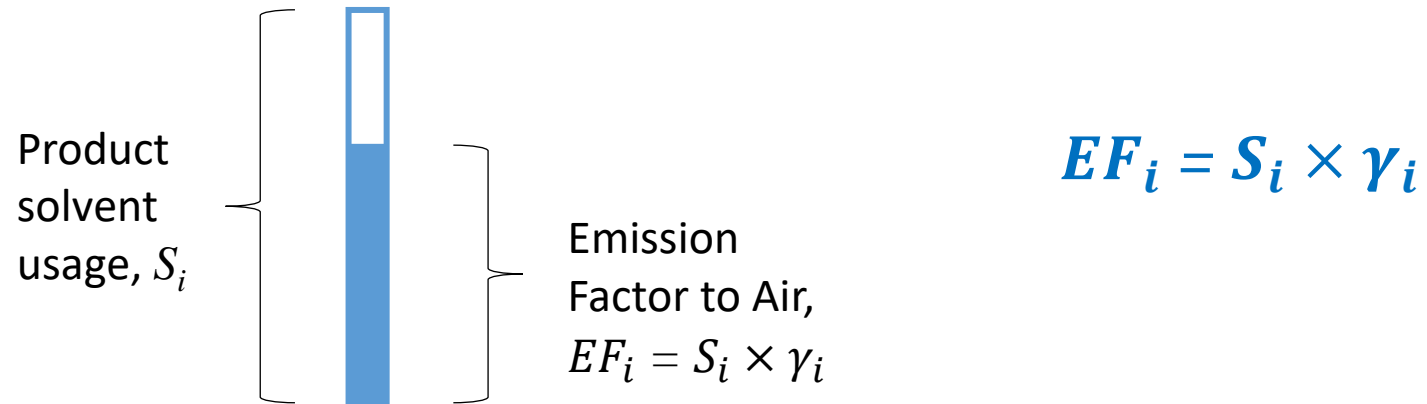 Product
solvent
usage, Sᵢ
Emission
Factor to Air,
EFᵢ = Sᵢ × γᵢ
EFᵢ = Sᵢ × γᵢ